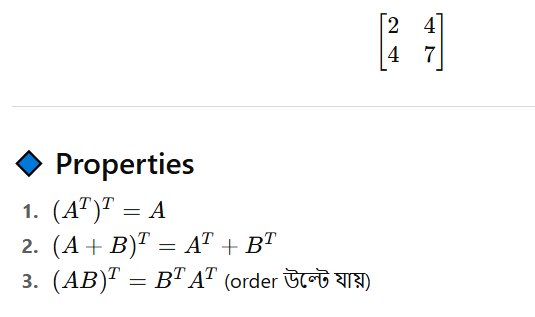 [2 4]
[4 7]
Properties
1. (A^T)^T = A
2. (A + B)^T = A^T + B^T
3. (AB)^T = B^T A^T (order উল্টে যায়)